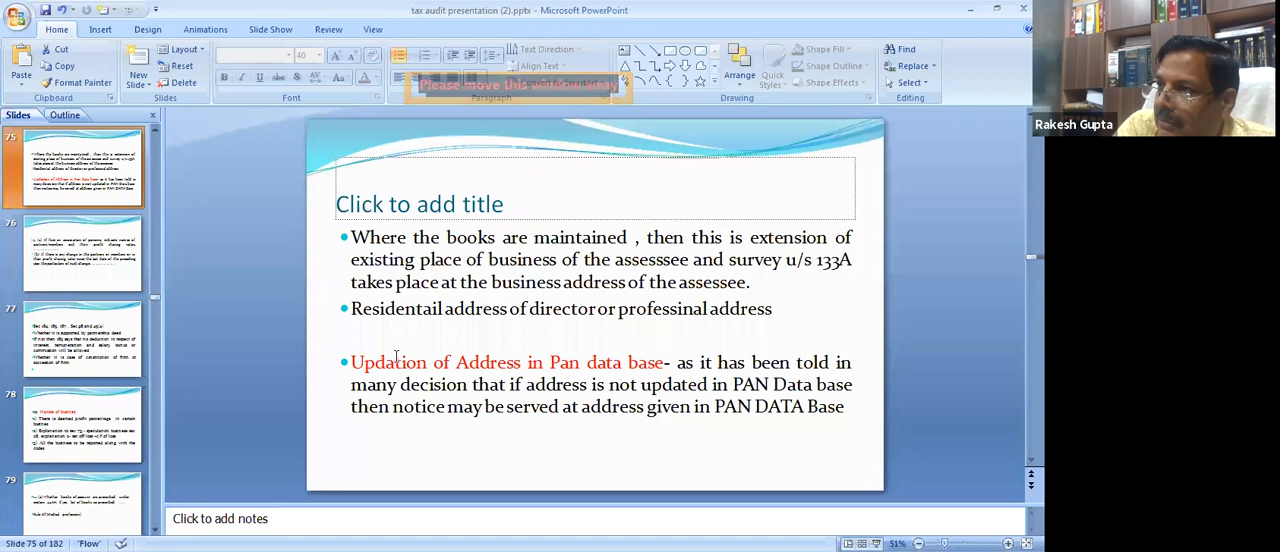 tax audit presentation (2).pptx - Microsoft PowerPoint
Home Insert Design Animations Slide Show Review View
Cut
Copy
Format Painter
Paste
Clipboard
New
Slide
Layout
Reset
Delete
Slides
40
Font
Text Direction
Align Text
Please move this
Paragraph
Arrange
Quick
Styles
Shape Fill
Shape Outline
Shape Effects
Drawing
Find
Replace
Select
Editing
Rakesh Gupta
Slides Outline
75
76
77
78
79
Click to add title
Where the books are maintained , then this is extension of
existing place of business of the assesssee and survey u/s 133A
takes place at the business address of the assessee.
Residentail address of director or professinal address
Updation of Address in Pan data base- as it has been told in
many decision that if address is not updated in PAN Data base
then notice may be served at address given in PAN DATA Base
Click to add notes
Slide 75 of 182 "Flow" 51%